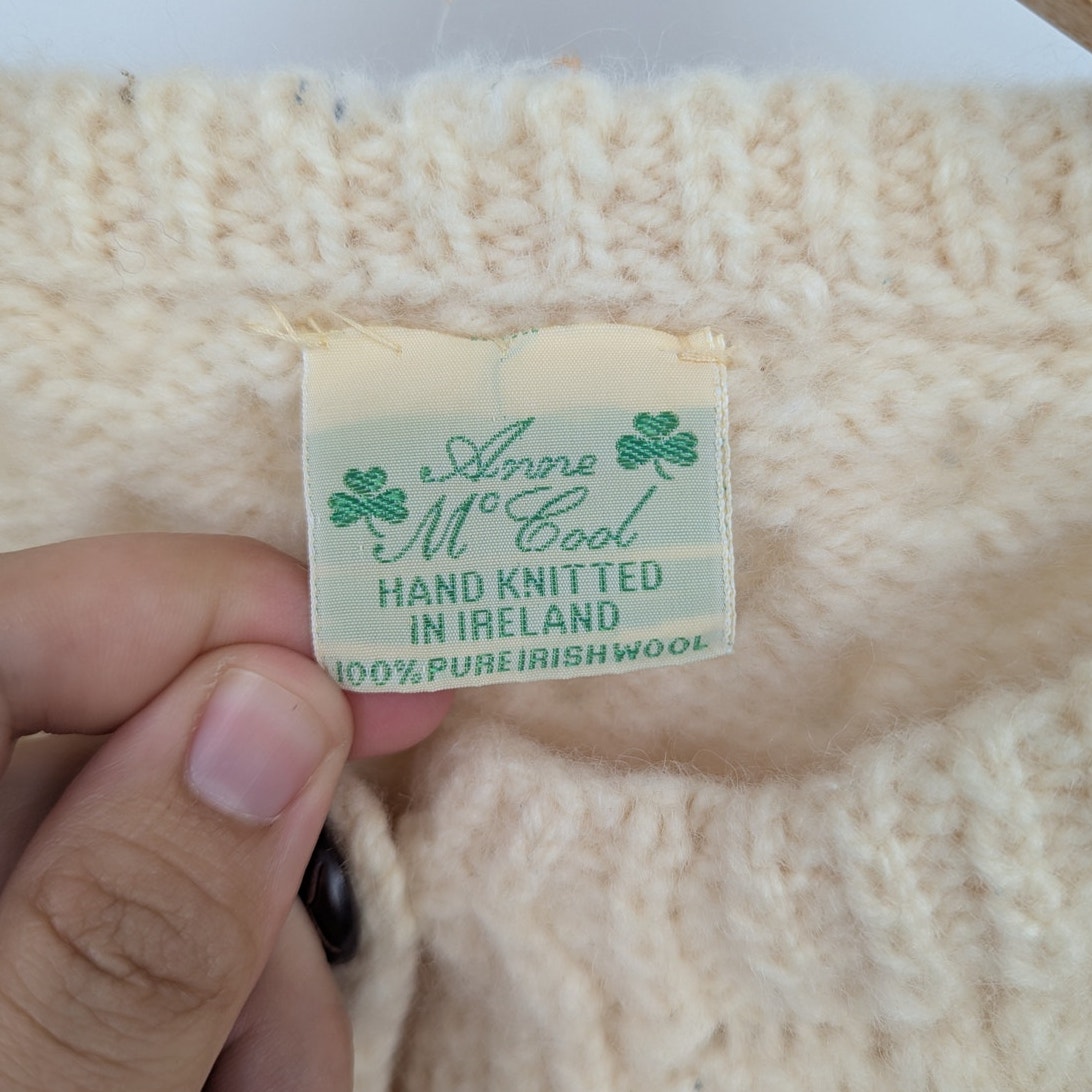 Anne
McCool
HAND KNITTED
IN IRELAND
100% PURE IRISH WOOL